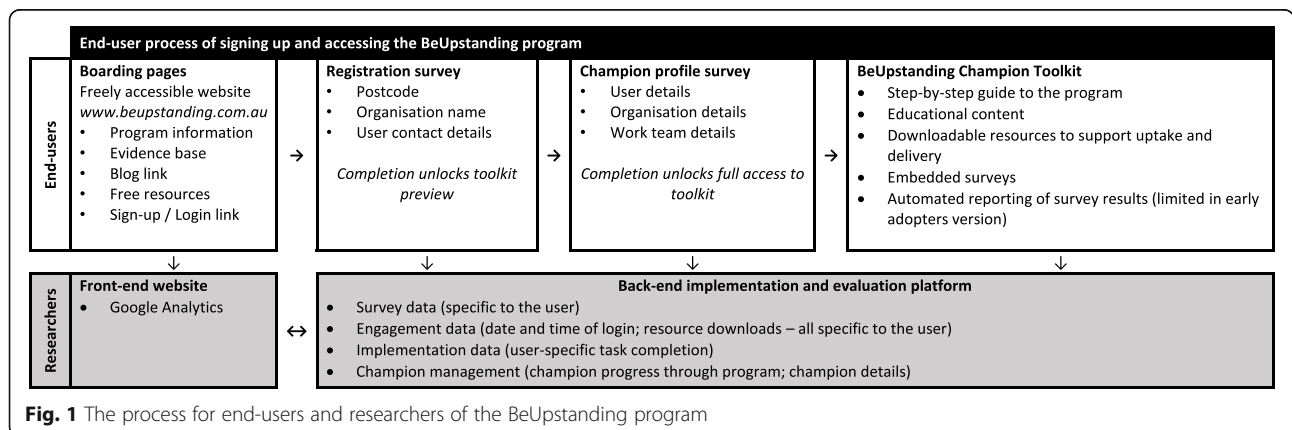 End-user process of signing up and accessing the BeUpstanding program
End-users
Boarding pages
Freely accessible website
www.beupstanding.com.au
• Program information
• Evidence base
• Blog link
• Free resources
• Sign-up / Login link
→
Registration survey
• Postcode
• Organisation name
• User contact details
Completion unlocks toolkit
preview
→
Champion profile survey
• User details
• Organisation details
• Work team details
Completion unlocks full access to
toolkit
→
BeUpstanding Champion Toolkit
• Step-by-step guide to the program
• Educational content
• Downloadable resources to support uptake and
delivery
• Embedded surveys
• Automated reporting of survey results (limited in early
adopters version)
↓ ↓ ↓ ↓
Researchers
Front-end website
• Google Analytics
↔
Back-end implementation and evaluation platform
• Survey data (specific to the user)
• Engagement data (date and time of login; resource downloads – all specific to the user)
• Implementation data (user-specific task completion)
• Champion management (champion progress through program; champion details)
Fig. 1 The process for end-users and researchers of the BeUpstanding program